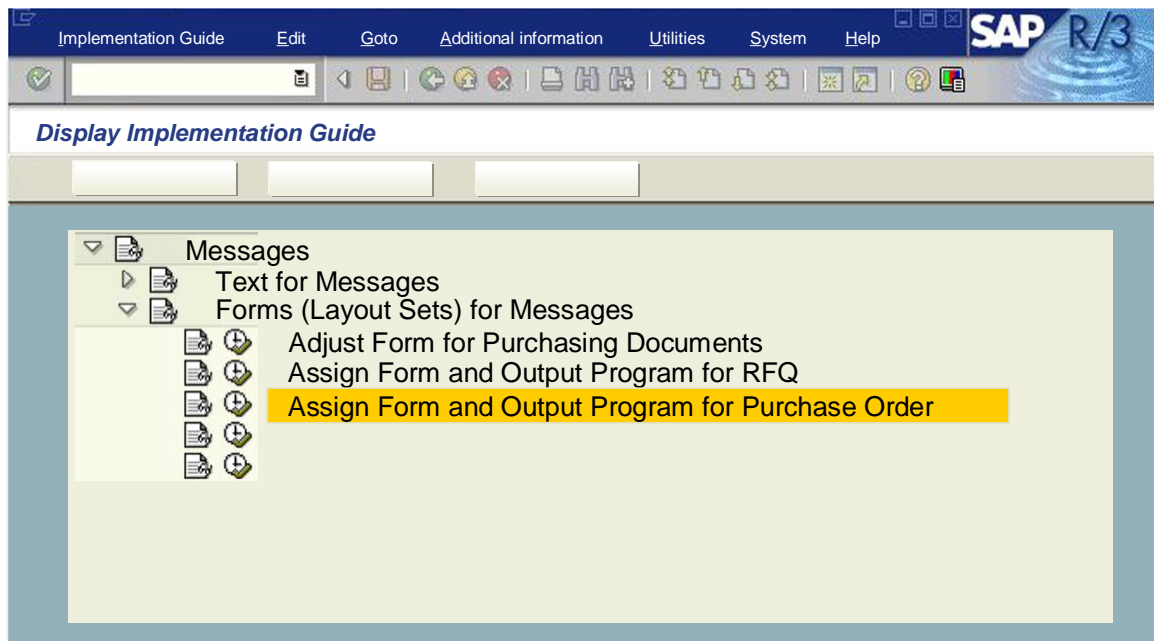 Implementation Guide Edit Goto Additional information Utilities System Help SAP R/3
Display Implementation Guide
Messages
Text for Messages
Forms (Layout Sets) for Messages
Adjust Form for Purchasing Documents
Assign Form and Output Program for RFQ
Assign Form and Output Program for Purchase Order